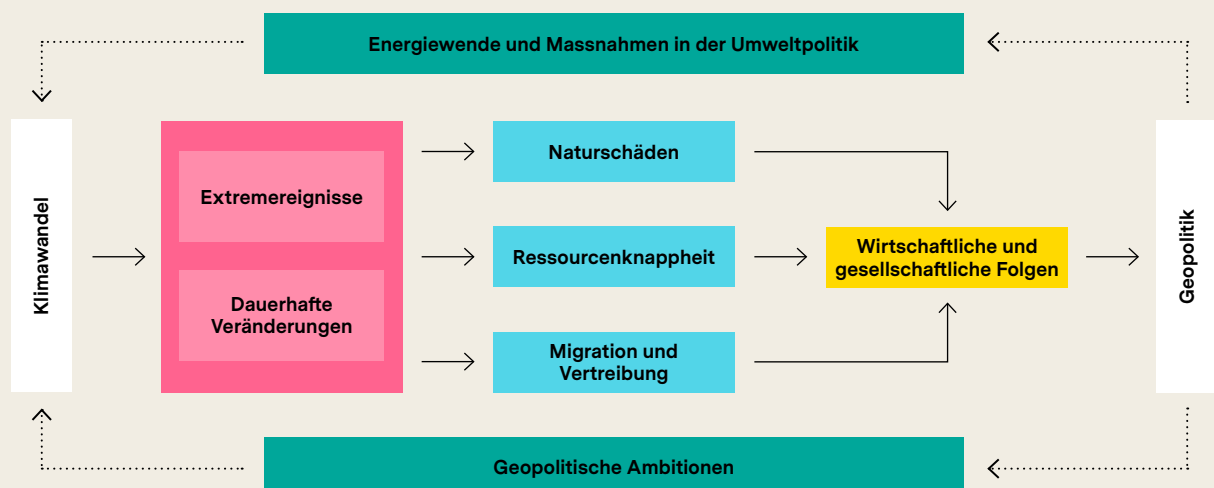 Energiewende und Massnahmen in der Umweltpolitik
Klimawandel
Extremereignisse
Dauerhafte
Veränderungen
Naturschäden
Ressourcenknappheit
Migration und
Vertreibung
Wirtschaftliche und
gesellschaftliche Folgen
Geopolitik
Geopolitische Ambitionen